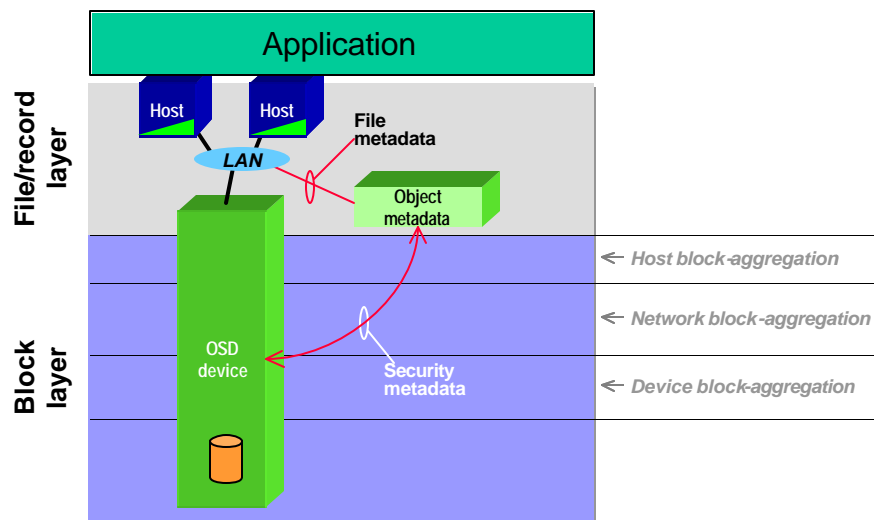 Application
Host
Host
File
metadata
LAN
Object
metadata
File/record
layer
Host block-aggregation
Network block-aggregation
OSD
device
Security
metadata
Device block-aggregation
Block
layer